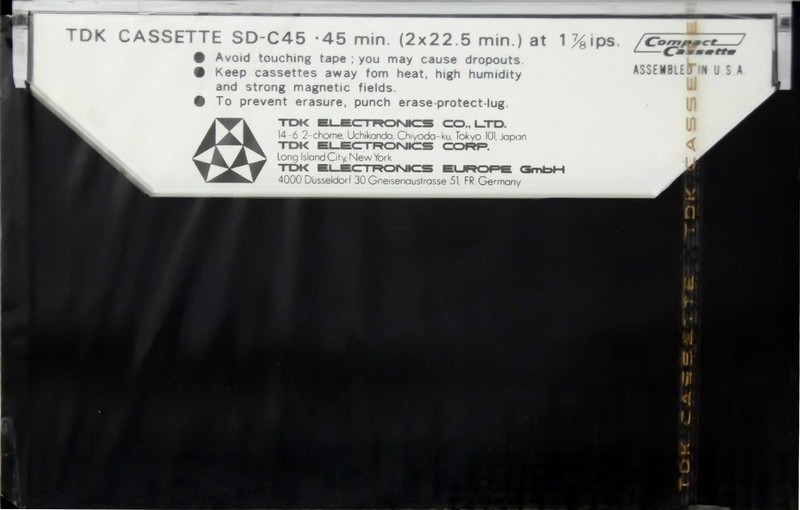 TDK CASSETTE SD-C45 · 45 min. (2x22.5 min.) at 1 7/8 ips.
Compact Cassette
ASSEMBLED IN U.S.A.
● Avoid touching tape; you may cause dropouts.
● Keep cassettes away fom heat, high humidity
and strong magnetic fields.
● To prevent erasure, punch erase-protect-lug.
TDK ELECTRONICS CO., LTD.
14-6 2-chome, Uchikanda, Chiyoda-ku, Tokyo 101, Japan
TDK ELECTRONICS CORP.
Long Island City, New York
TDK ELECTRONICS EUROPE GmbH
4000 Düsseldorf 30 Gneisenaustrasse 51, F.R. Germany
TDK CASSETTE TDK CASSETTE